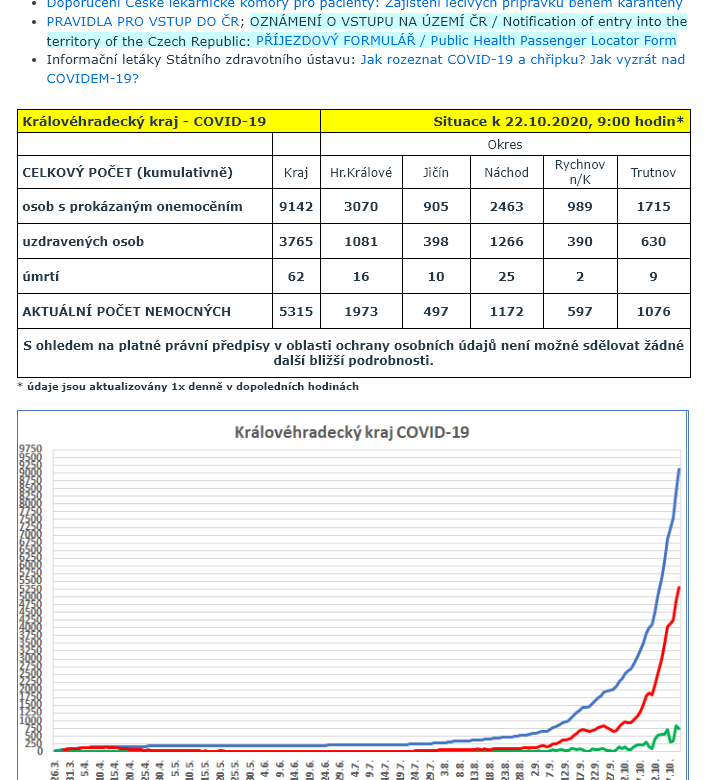 Doporučení České lékárnické komory pro pacienty: Zajištění léčivých přípravků během karantény
PRAVIDLA PRO VSTUP DO ČR; OZNÁMENÍ O VSTUPU NA ÚZEMÍ ČR / Notification of entry into the
territory of the Czech Republic: PŘÍJEZDOVÝ FORMULÁŘ / Public Health Passenger Locator Form
Informační letáky Státního zdravotního ústavu: Jak rozeznat COVID-19 a chřipku? Jak vyzrát nad
COVIDEM-19?
Královéhradecký kraj - COVID-19 Situace k 22.10.2020, 9:00 hodin*
Okres
CELKOVÝ POČET (kumulativně) Kraj Hr.Králové Jičín Náchod Rychnov n/K Trutnov
osob s prokázaným onemocěním 9142 3070 905 2463 989 1715
uzdravených osob 3765 1081 398 1266 390 630
úmrtí 62 16 10 25 2 9
AKTUÁLNÍ POČET NEMOCNÝCH 5315 1973 497 1172 597 1076
S ohledem na platné právní předpisy v oblasti ochrany osobních údajů není možné sdělovat žádné
další bližší podrobnosti.
* údaje jsou aktualizovány 1x denně v dopoledních hodinách
Královéhradecký kraj COVID-19
9750
9500
9250
9000
8750
8500
8250
8000
7750
7500
7250
7000
6750
6500
6250
6000
5750
5500
5250
5000
4750
4500
4250
4000
3750
3500
3250
3000
2750
2500
2250
2000
1750
1500
1250
1000
750
500
250
0
26.3. 31.3. 5.4. 10.4. 15.4. 20.4. 25.4. 30.4. 5.5. 10.5. 15.5. 20.5. 25.5. 30.5. 4.6. 9.6. 14.6. 19.6. 24.6. 29.6. 4.7. 9.7. 14.7. 19.7. 24.7. 29.7. 3.8. 8.8. 13.8. 18.8. 23.8. 28.8. 2.9. 7.9. 12.9. 17.9. 22.9. 27.9. 2.10. 7.10. 12.10. 17.10.